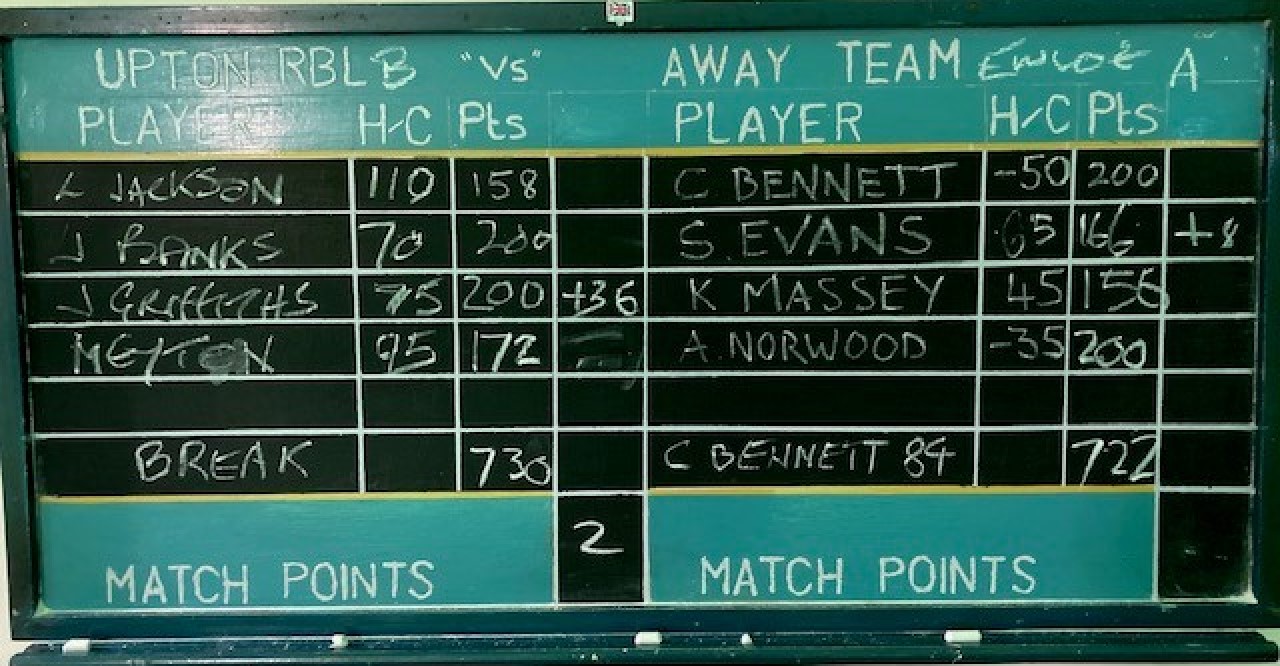 UPTON RBL B "VS" AWAY TEAM EWLOE A
PLAYER H/C Pts PLAYER H/C Pts
L JACKSON 110 158 C BENNETT -50 200
J BANKS 70 200 S. EVANS 65 166 +8
J GRIFFITHS 75 200 +36 K MASSEY 45 156
MEYTON 95 172 A. NORWOOD -35 200
BREAK 730 C BENNETT 84 722
2
MATCH POINTS MATCH POINTS